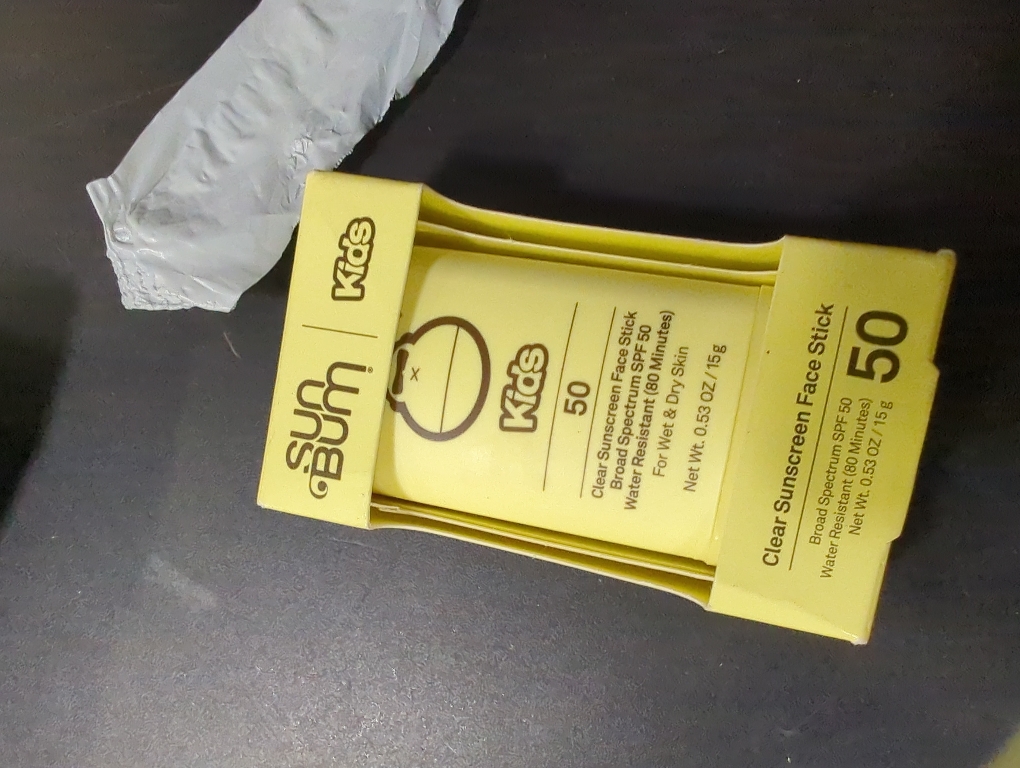 Sun
Bum®
Kids
Kids
50
Clear Sunscreen Face Stick
Broad Spectrum SPF 50
Water Resistant (80 Minutes)
For Wet & Dry Skin
Net Wt. 0.53 OZ / 15 g
Clear Sunscreen Face Stick
Broad Spectrum SPF 50
Water Resistant (80 Minutes)
Net Wt. 0.53 OZ / 15 g
50